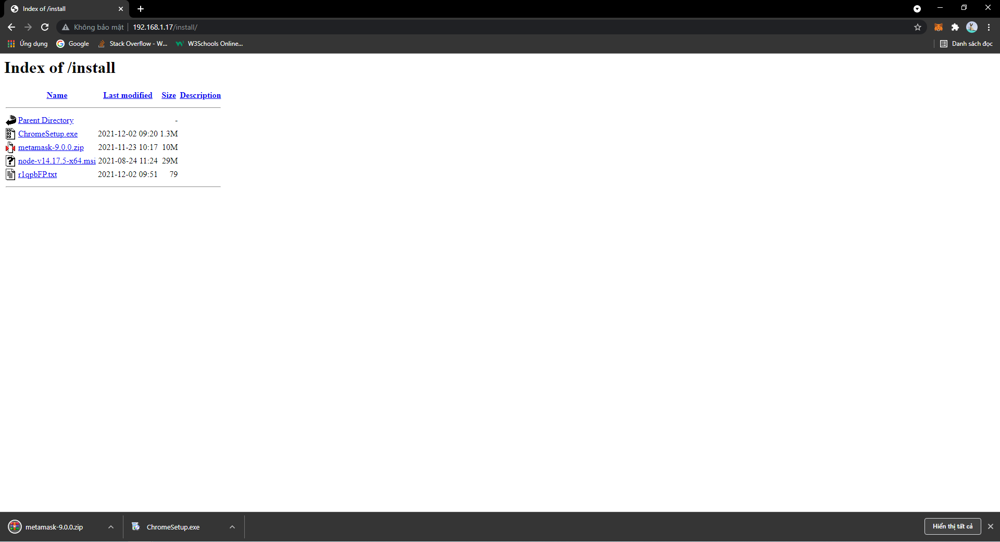 Index of /install
Không bảo mật 192.168.1.17/install/
Ứng dụng Google Stack Overflow - W... W3Schools Online... Danh sách đọc
Index of /install
Name Last modified Size Description
Parent Directory -
ChromeSetup.exe 2021-12-02 09:20 1.3M
metamask-9.0.0.zip 2021-11-23 10:17 10M
node-v14.17.5-x64.msi 2021-08-24 11:24 29M
r1qpbFP.txt 2021-12-02 09:51 79
metamask-9.0.0.zip ChromeSetup.exe Hiển thị tất cả